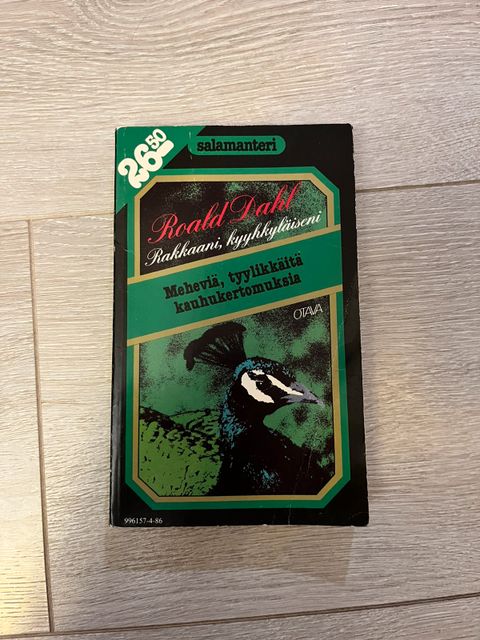 26.50
salamanteri
Roald Dahl
Rakkaani, kyyhkyläiseni
Meheviä, tyylikkäitä
kauhukertomuksia
OTAVA
996157-4-86